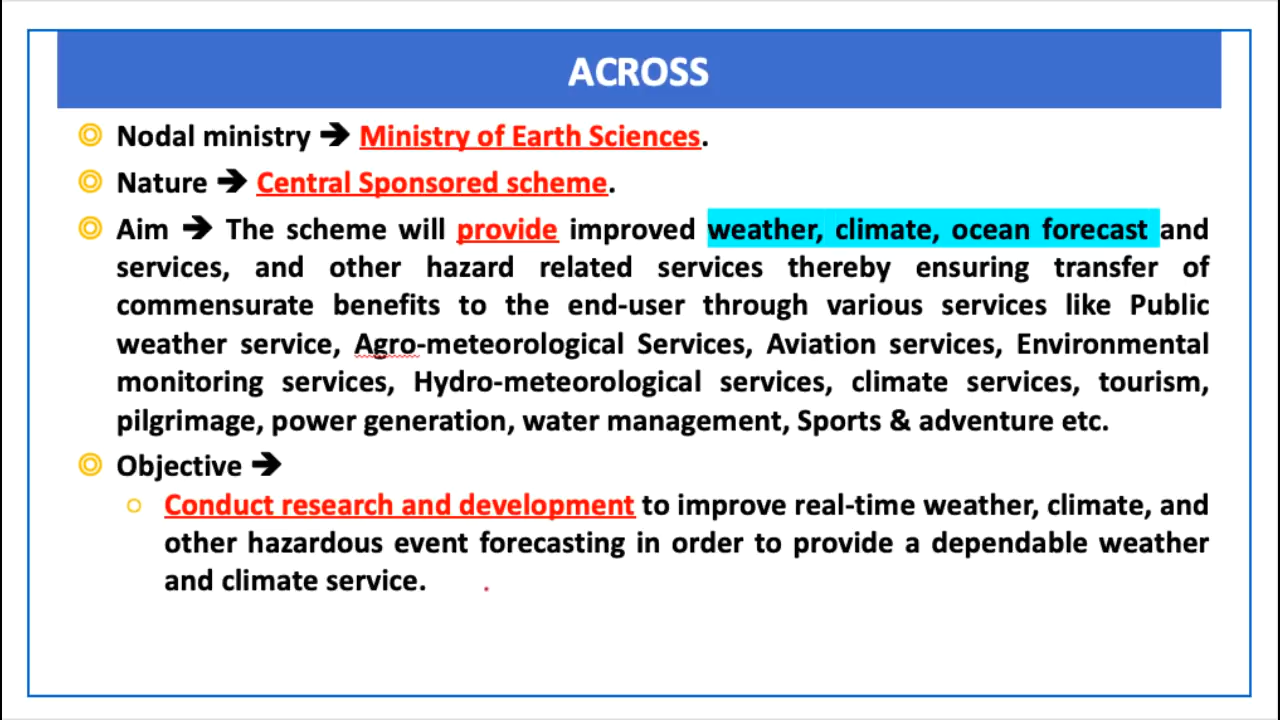 ACROSS
Nodal ministry ➔ Ministry of Earth Sciences.
Nature ➔ Central Sponsored scheme.
Aim ➔ The scheme will provide improved weather, climate, ocean forecast and
services, and other hazard related services thereby ensuring transfer of
commensurate benefits to the end-user through various services like Public
weather service, Agro-meteorological Services, Aviation services, Environmental
monitoring services, Hydro-meteorological services, climate services, tourism,
pilgrimage, power generation, water management, Sports & adventure etc.
Objective ➔
Conduct research and development to improve real-time weather, climate, and
other hazardous event forecasting in order to provide a dependable weather
and climate service.